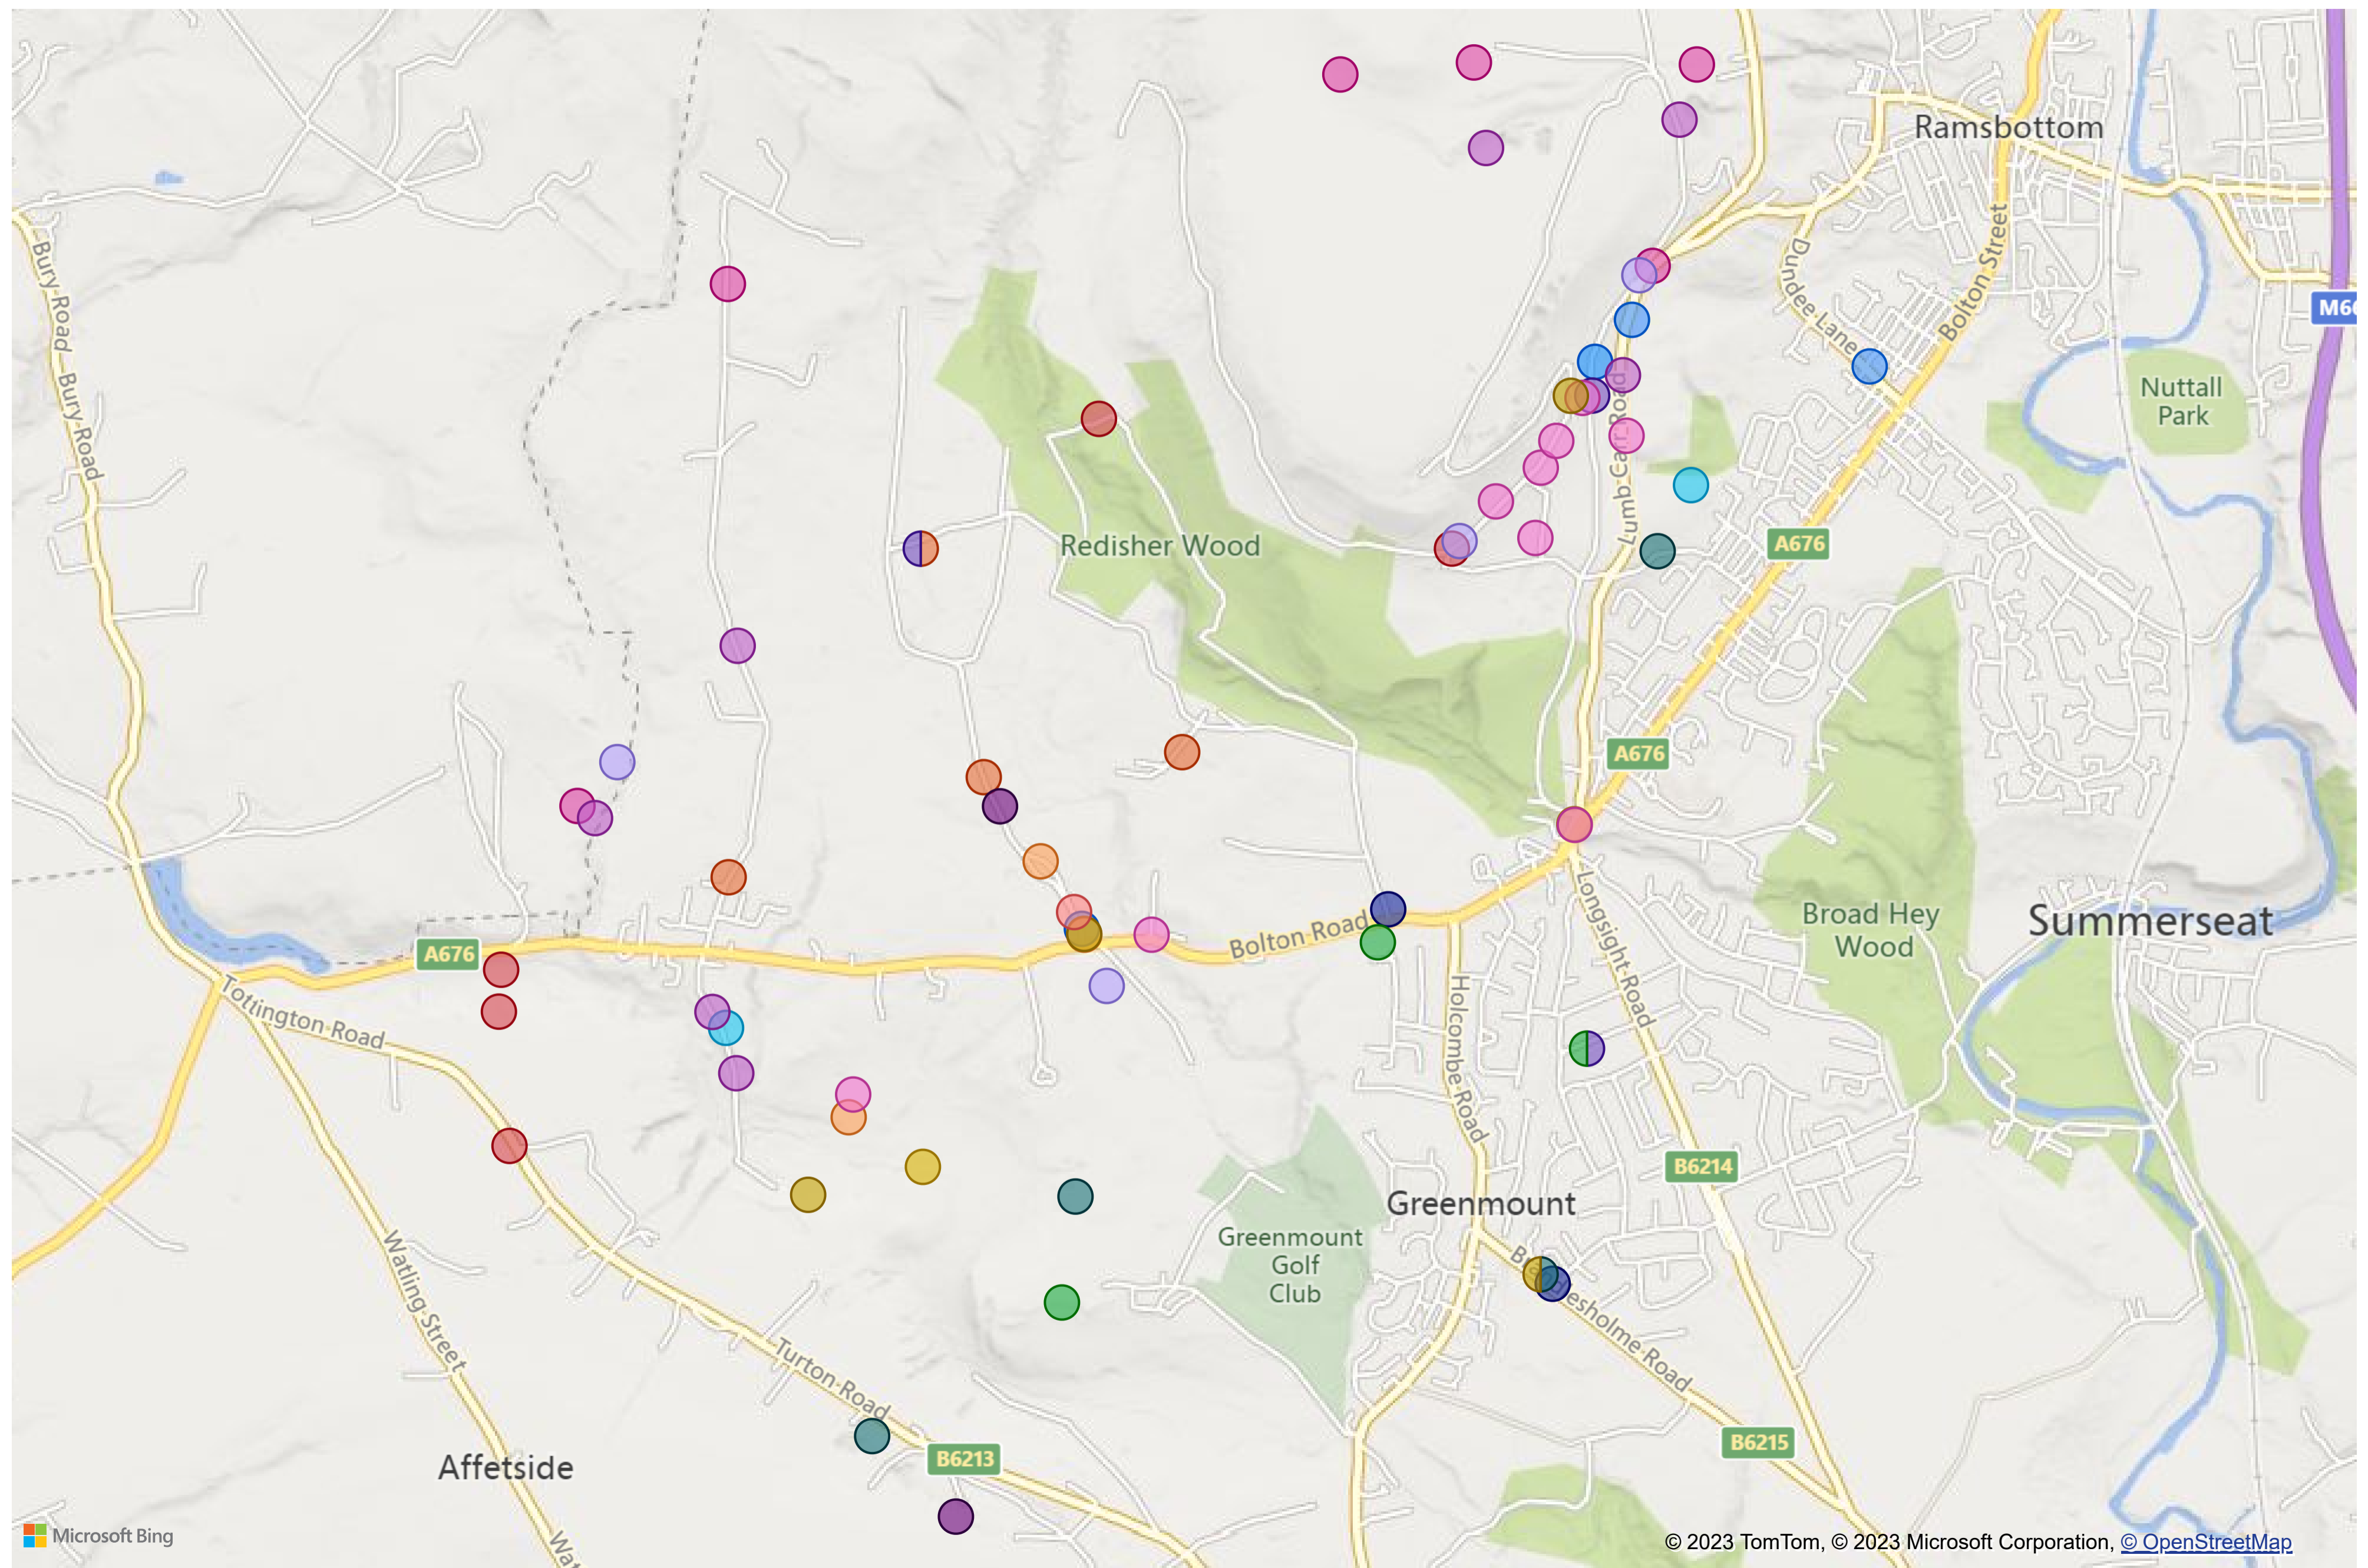 Ramsbottom
Bury Road
Bury Road
Dundee Lane
Bolton Street
M66
Nuttall
Park
Lumb Carr Road
Redisher Wood
A676
A676
Broad Hey
Wood
Summerseat
Bolton Road
A676
Tottington Road
Longsight Road
Holcombe Road
B6214
Greenmount
Greenmount
Golf
Club
Watling Street
Turton Road
B6213
B6215
Affetside
Wat
Microsoft Bing
© 2023 TomTom, © 2023 Microsoft Corporation, © OpenStreetMap